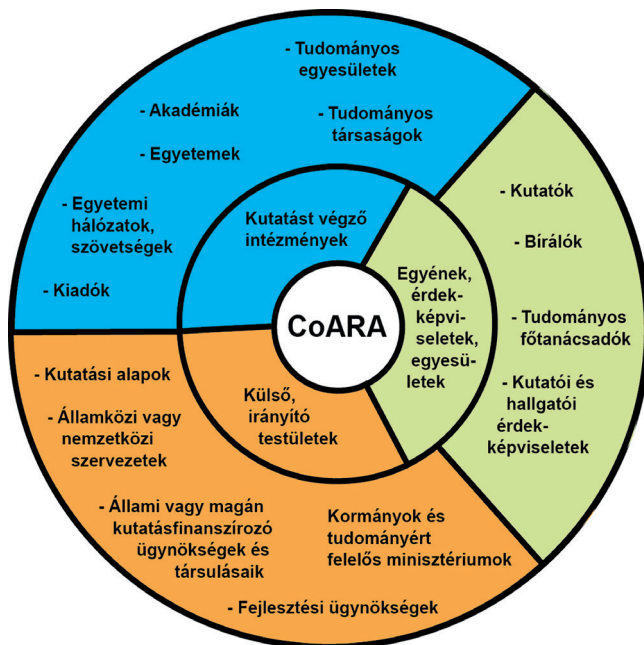 - Tudományos
egyesületek
- Akadémiák
- Tudományos
társaságok
- Egyetemek
- Egyetemi
hálózatok,
szövetségek
- Kiadók
Kutatást végző
intézmények
- Kutatók
- Bírálók
- Tudományos
főtanácsadók
- Kutatói és
hallgatói
érdek-
képviseletek
Egyének,
érdek-
képvi-
seletek,
egyesü-
letek
CoARA
Külső,
irányító
testületek
- Kutatási alapok
- Államközi vagy
nemzetközi
szervezetek
- Állami vagy magán
kutatásfinanszírozó
ügynökségek és
társulásaik
Kormányok és
tudományért
felelős minisztériumok
- Fejlesztési ügynökségek